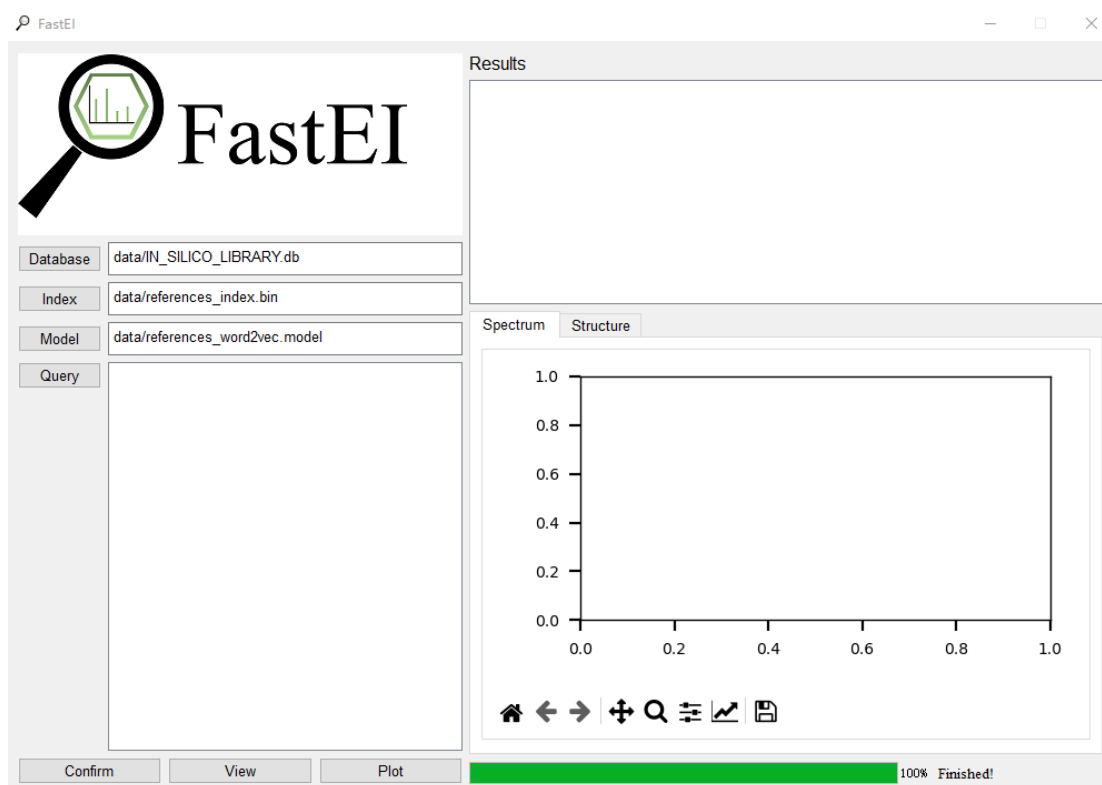 FastEI
FastEI
Database
data/IN_SILICO_LIBRARY.db
Index
data/references_index.bin
Model
data/references_word2vec.model
Query
Confirm
View
Plot
Results
Spectrum
Structure
1.0
0.8
0.6
0.4
0.2
0.0
0.0 0.2 0.4 0.6 0.8 1.0
100% Finished!